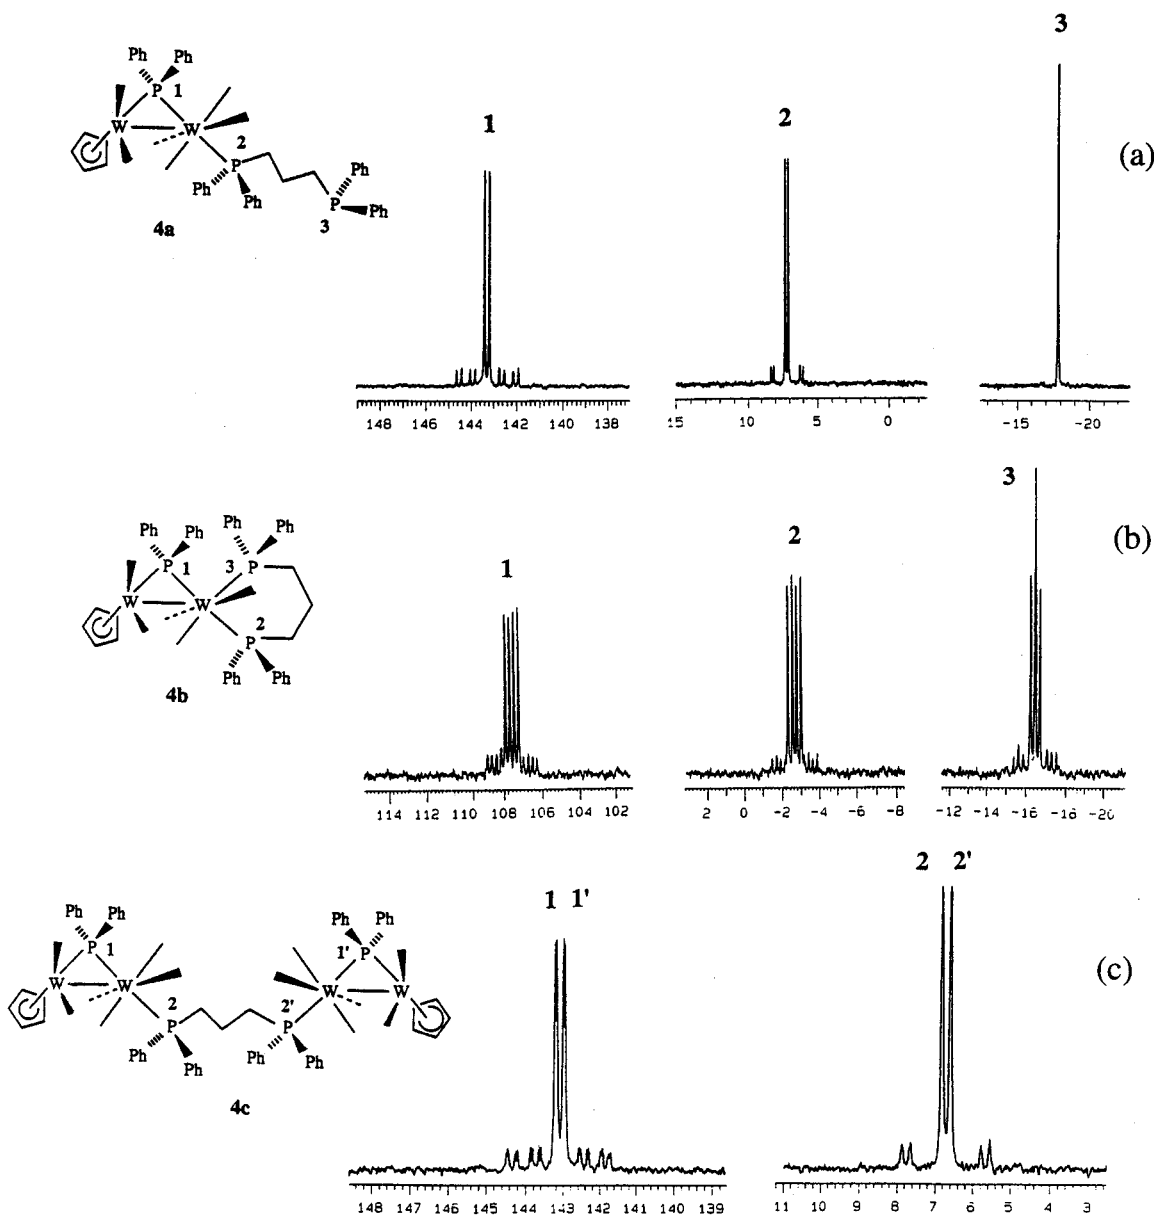 3
1
2
(a)
Ph Ph
P 1
W W
2
P
Ph Ph
Ph
P Ph
3
4a
148 146 144 142 140 138
15 10 5 0
-15 -20
3
1
2
(b)
Ph Ph Ph Ph
P 1 3 P
W W
2
P
Ph Ph
4b
114 112 110 108 106 104 102
2 0 -2 -4 -6 -8
-12 -14 -16 -18 -20
2 2'
1 1'
(c)
Ph Ph Ph Ph
P 1 1' P
W W W W
2 2'
P P
Ph Ph Ph Ph
4c
148 147 146 145 144 143 142 141 140 139
11 10 9 8 7 6 5 4 3